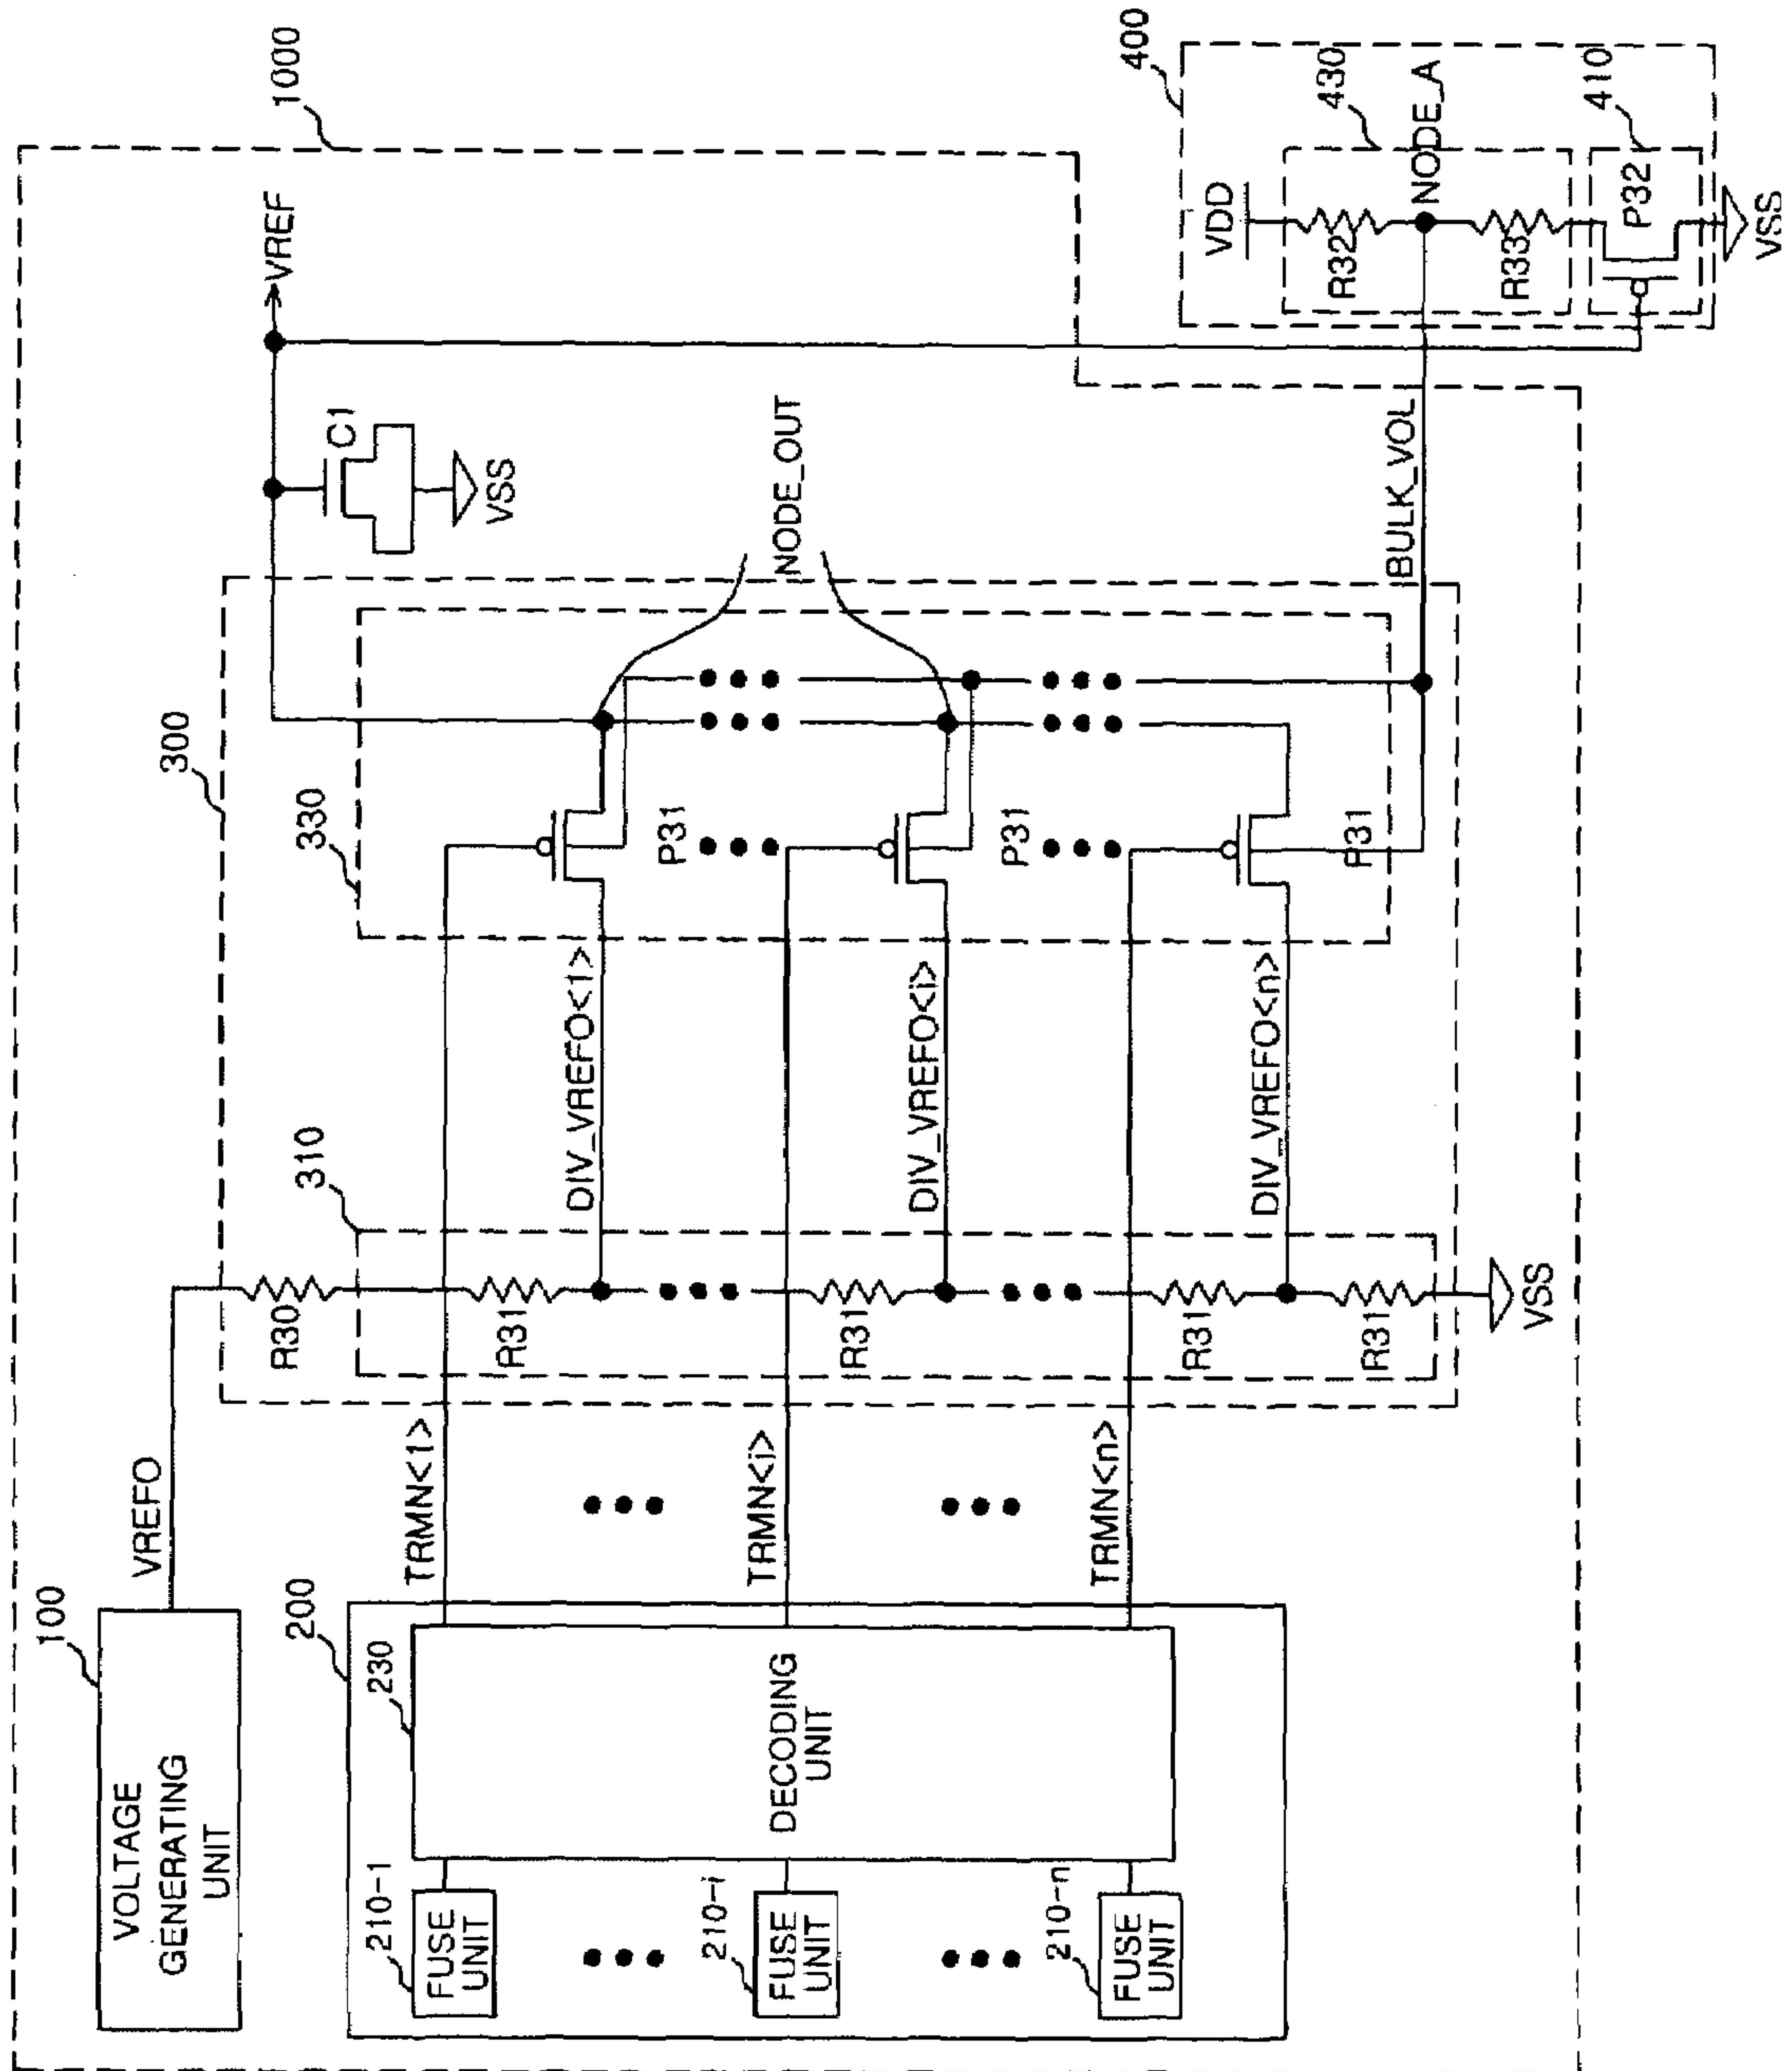 1000
100
VOLTAGE
GENERATING
UNIT
VREFO
VREF
C1
VSS
200
230
DECODING
UNIT
210-1
FUSE
UNIT
210-i
FUSE
UNIT
210-n
FUSE
UNIT
TRMN<1>
TRMN<i>
TRMN<n>
300
310
R30
R31
R31
R31
R31
VSS
DIV_VREFO<1>
DIV_VREFO<i>
DIV_VREFO<n>
330
P31
P31
P31
NODE_OUT
BULK_VOL
400
430
VDD
R32
NODE_A
R33
410
P32
VSS